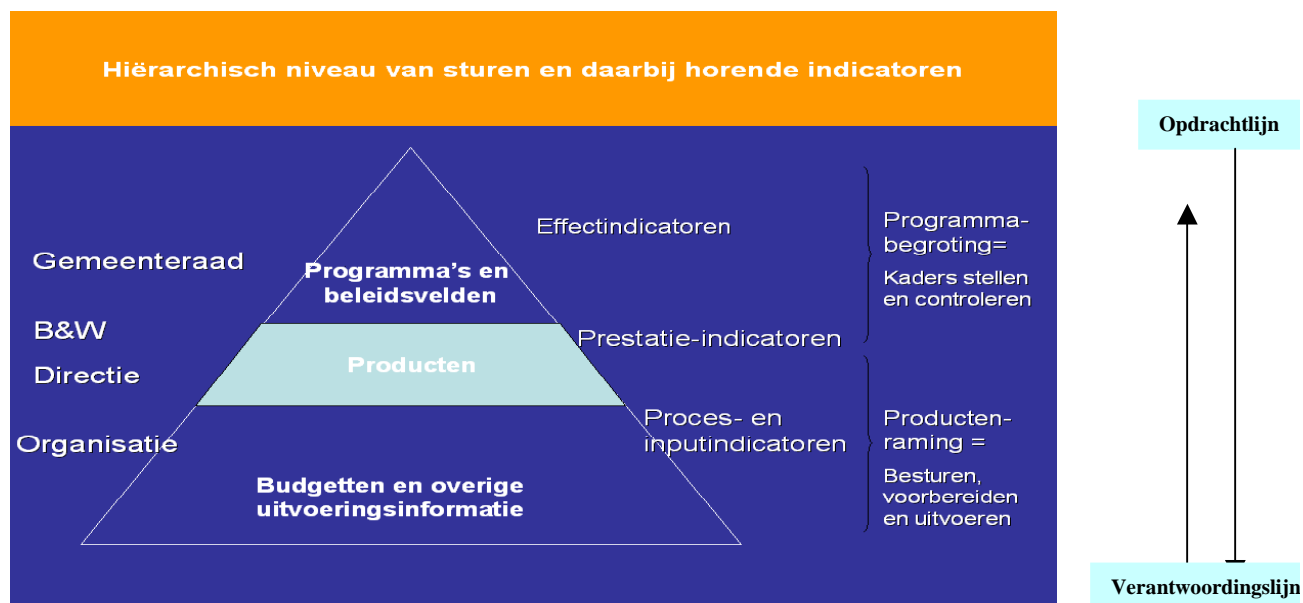 Hiërarchisch niveau van sturen en daarbij horende indicatoren
Opdrachtlijn
Gemeenteraad
B&W
Directie
Organisatie
Programma's en
beleidsvelden
Producten
Budgetten en overige
uitvoeringsinformatie
Effectindicatoren
Prestatie-indicatoren
Proces- en
inputindicatoren
Programma-
begroting=
Kaders stellen
en controleren
Producten-
raming =
Besturen,
voorbereiden
en uitvoeren
Verantwoordingslijn